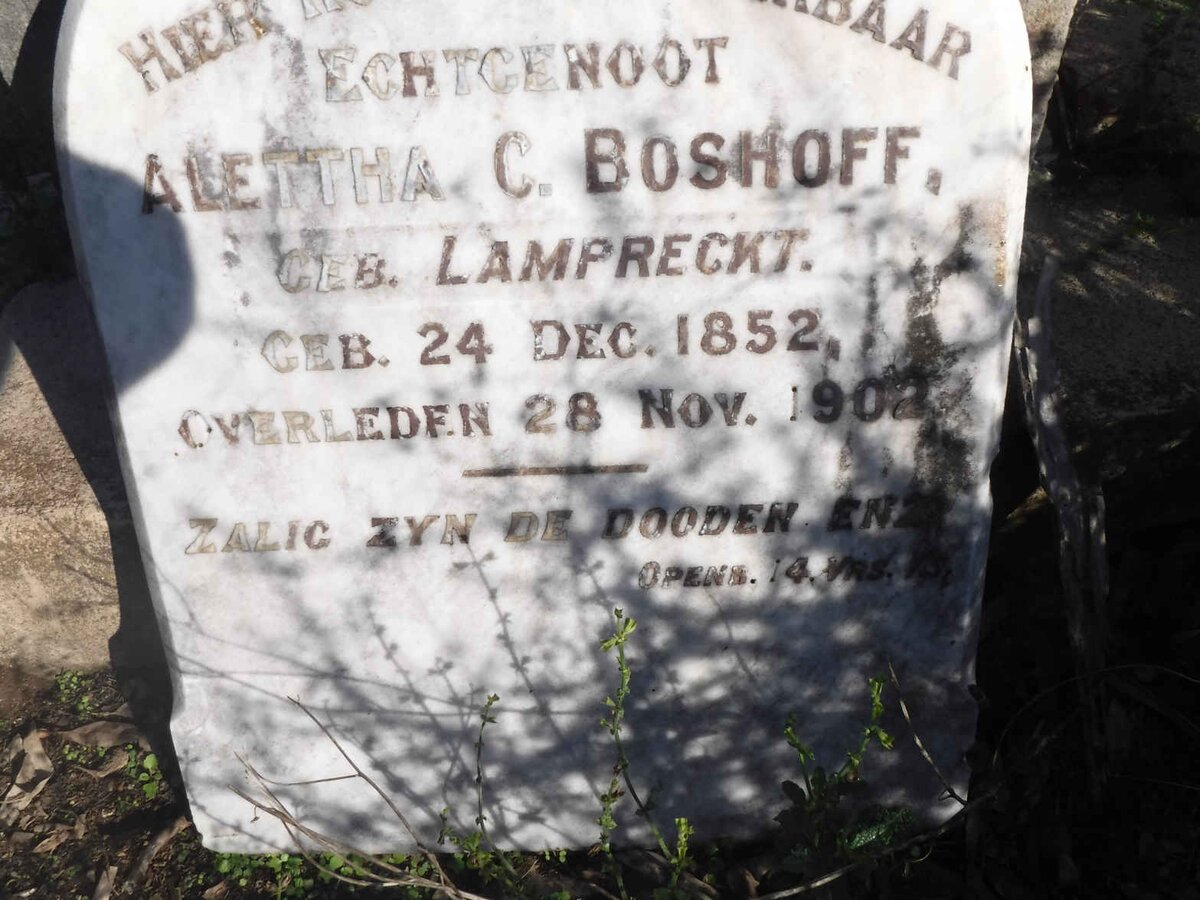 HIER
ECHTGENOOT
ALETTHA C. BOSHOFF,
GEB. LAMPRECKT.
GEB. 24 DEC. 1852,
OVERLEDEN 28 NOV. 1902
ZALIG ZYN DE DOODEN ENZ.
OPENB. 14. VRS. 13,